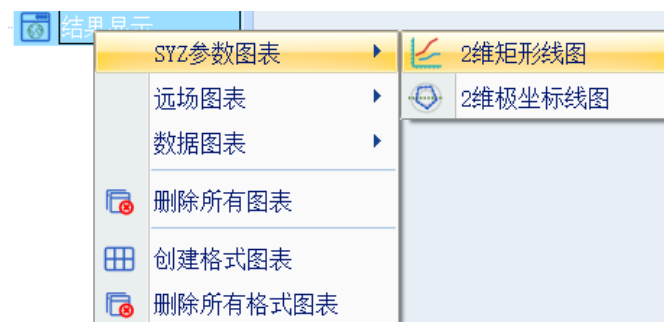 结果显示
SYZ参数图表
2维矩形线图
远场图表
2维极坐标线图
数据图表
删除所有图表
创建格式图表
删除所有格式图表